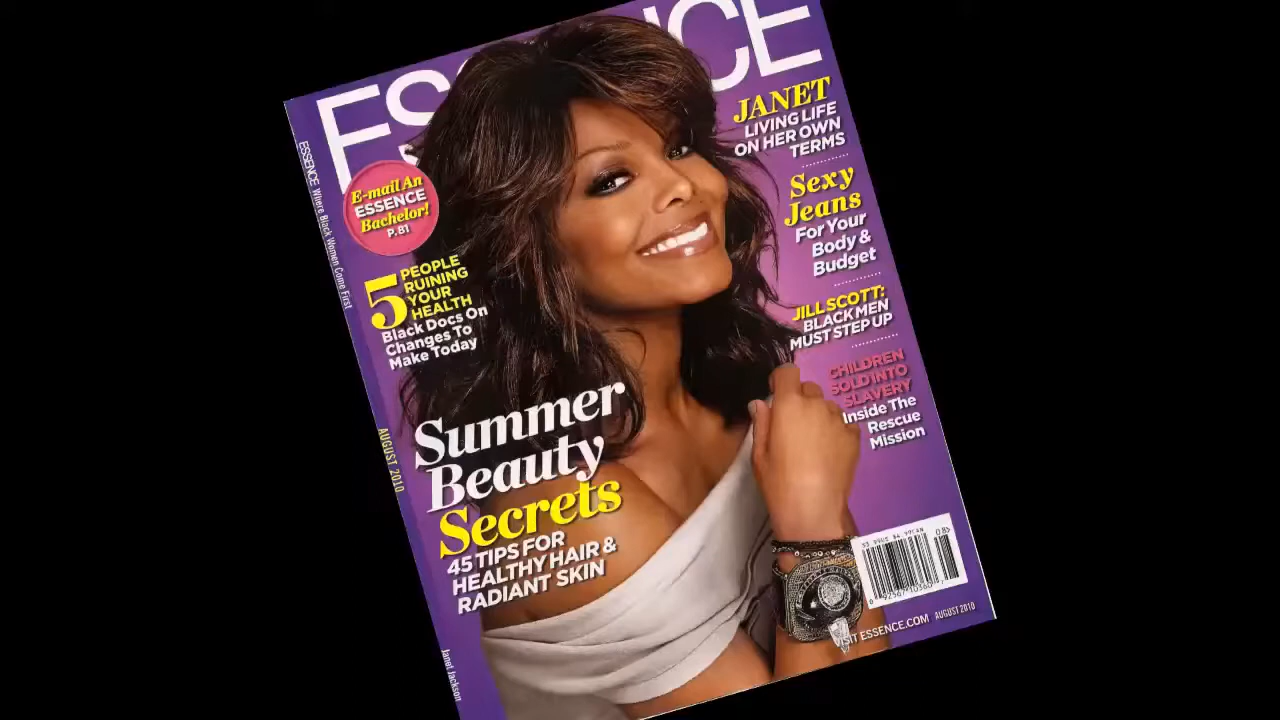 ESSENCE
ESSENCE Where Black Women Come First
JANET
LIVING LIFE
ON HER OWN
TERMS
E-mail An
ESSENCE
Bachelor!
P.81
Sexy
Jeans
For Your
Body &
Budget
5 PEOPLE
RUINING
YOUR
HEALTH
Black Docs On
Changes To
Make Today
JILL SCOTT:
BLACK MEN
MUST STEP UP
CHILDREN
SOLD INTO
SLAVERY
Inside The
Rescue
Mission
AUGUST 2010
Summer
Beauty
Secrets
45 TIPS FOR
HEALTHY HAIR &
RADIANT SKIN
08>
VISIT ESSENCE.COM AUGUST 2010
Janet Jackson